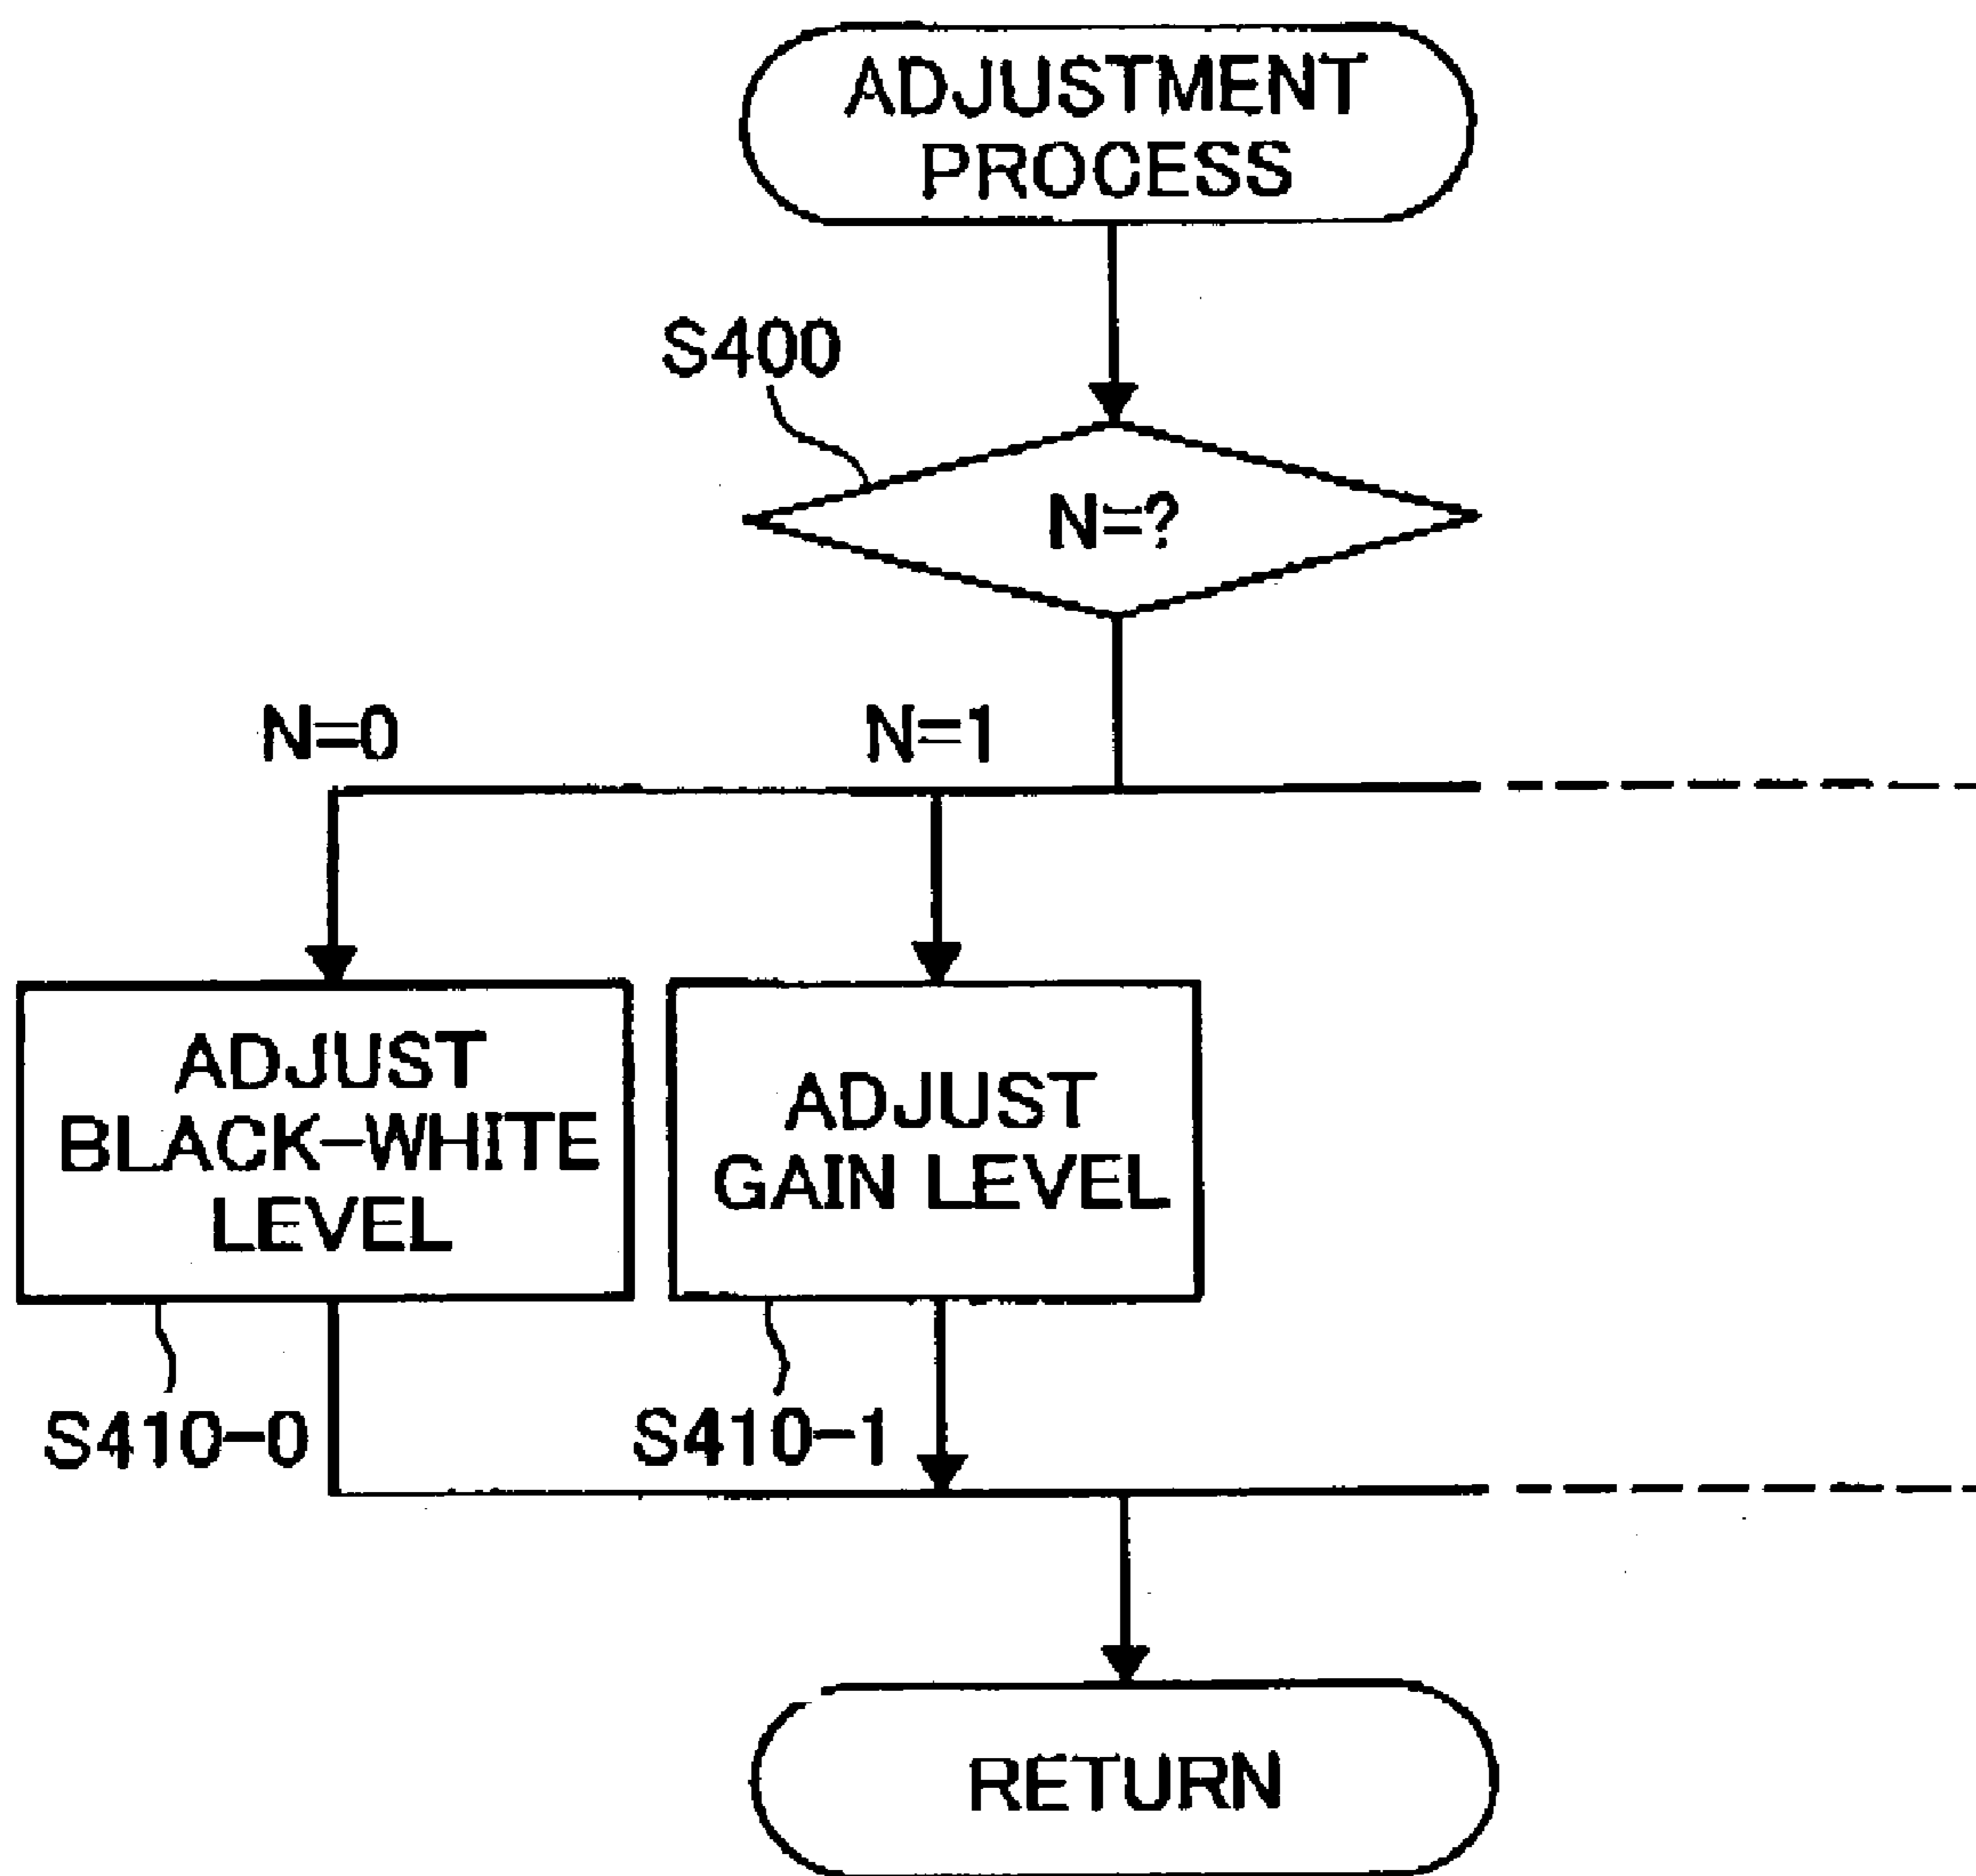 ADJUSTMENT
PROCESS
S400
N=?
N=0
N=1
ADJUST
BLACK-WHITE
LEVEL
ADJUST
GAIN LEVEL
S410-0
S410-1
RETURN